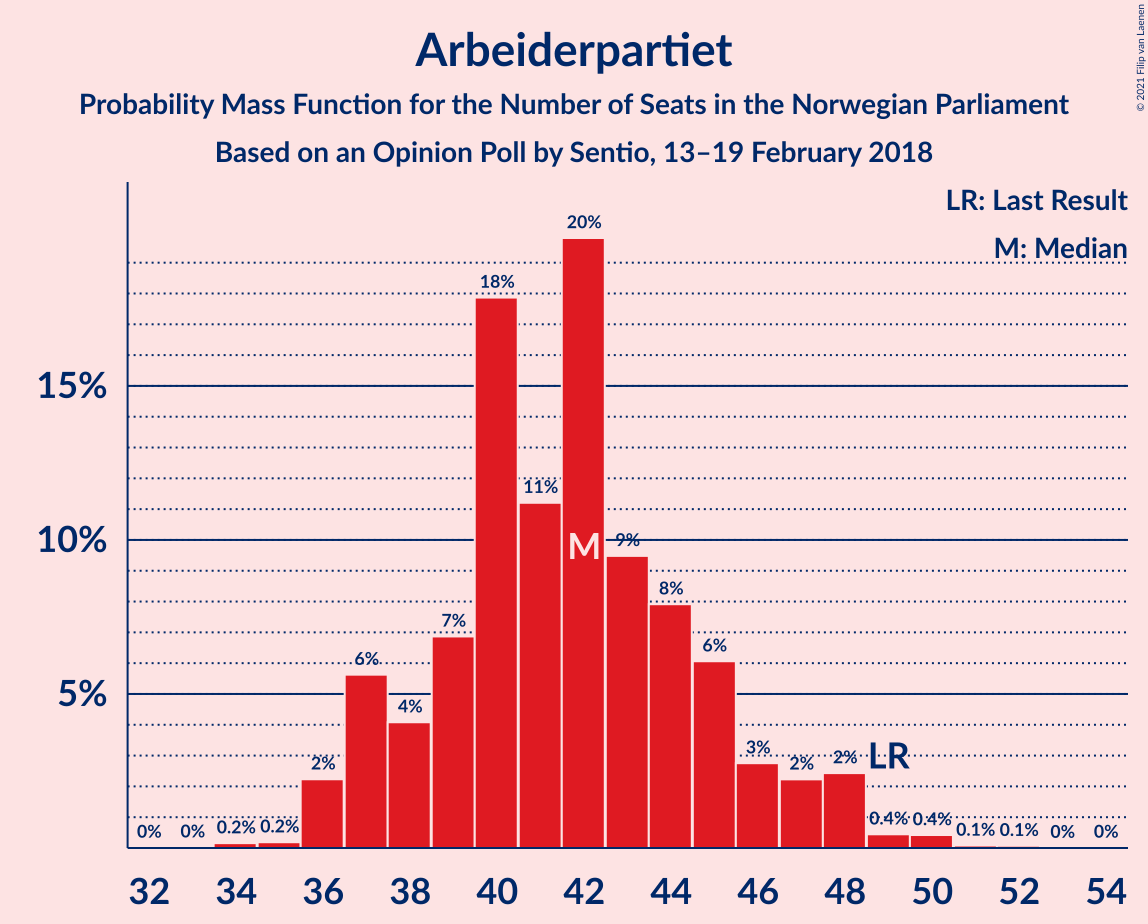 Arbeiderpartiet
Probability Mass Function for the Number of Seats in the Norwegian Parliament
Based on an Opinion Poll by Sentio, 13–19 February 2018
© 2021 Filip van Laenen
LR: Last Result
M: Median
15%
10%
5%
0% 0% 0.2% 0.2% 2% 6% 4% 7% 18% 11% 20% 9% 8% 6% 3% 2% 2% 0.4% 0.4% 0.1% 0.1% 0% 0%
M
LR
32 34 36 38 40 42 44 46 48 50 52 54